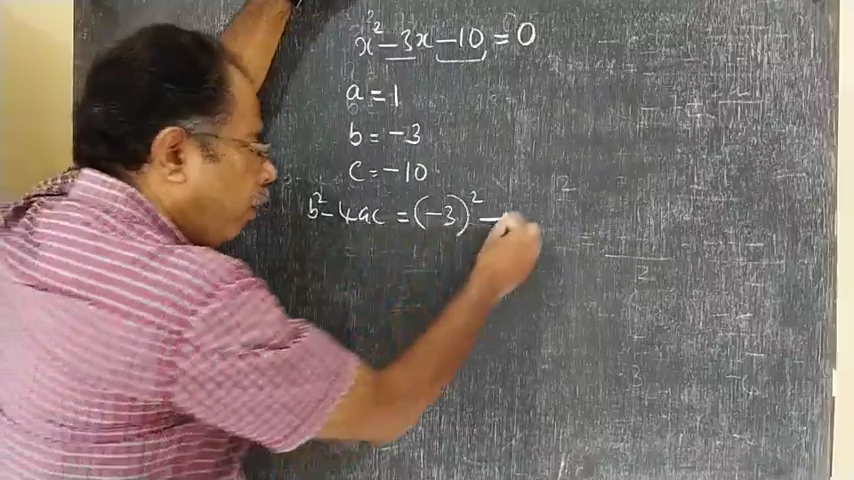 x² - 3x - 10 = 0
a = 1
b = -3
c = -10
b² - 4ac = (-3)² -